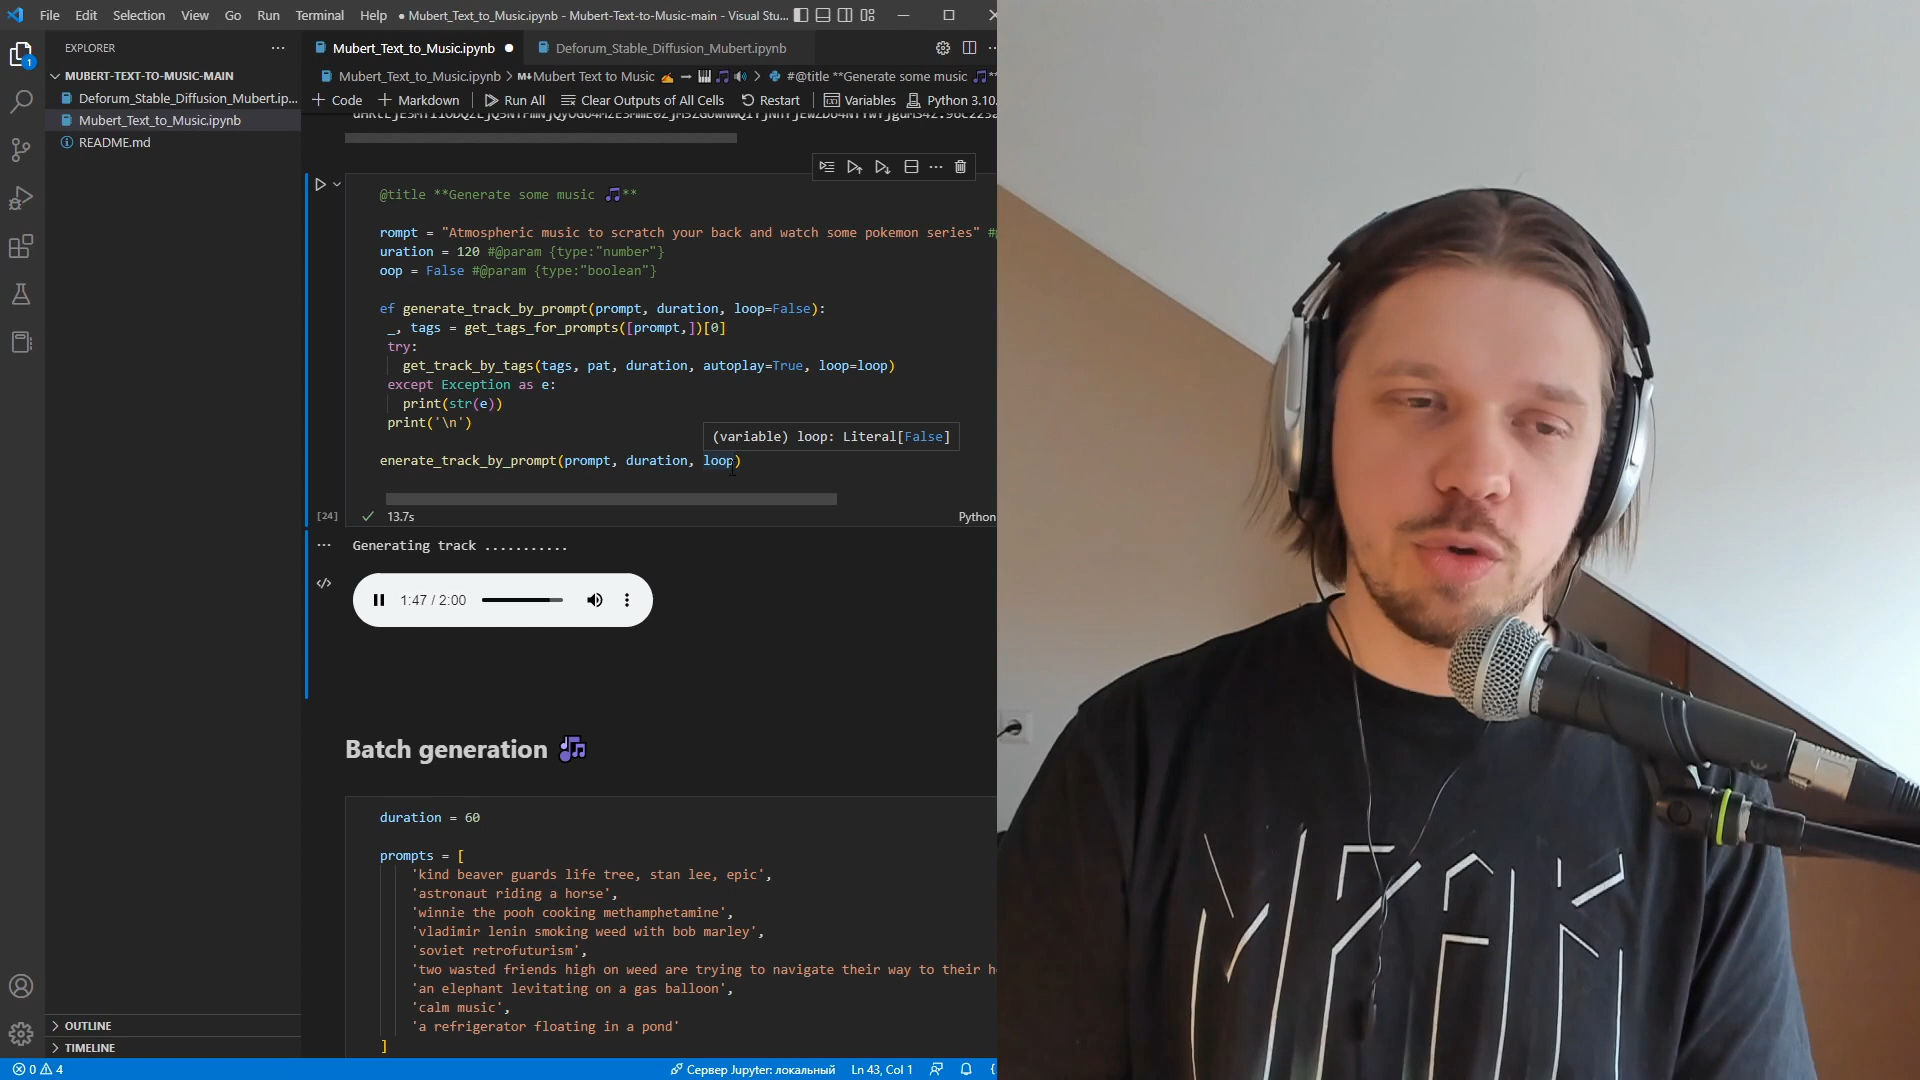 File Edit Selection View Go Run Terminal Help ● Mubert_Text_to_Music.ipynb - Mubert-Text-to-Music-main - Visual Stu...
EXPLORER ...
MUBERT-TEXT-TO-MUSIC-MAIN
Deforum_Stable_Diffusion_Mubert.ip...
Mubert_Text_to_Music.ipynb
README.md
OUTLINE
TIMELINE
Mubert_Text_to_Music.ipynb ● Deforum_Stable_Diffusion_Mubert.ipynb
Mubert_Text_to_Music.ipynb > M↓Mubert Text to Music ✍ → 🎹 🎵 🔊 > #@title **Generate some music 🎵**
+ Code + Markdown Run All Clear Outputs of All Cells Restart Variables Python 3.10.
@title **Generate some music 🎵**
rompt = "Atmospheric music to scratch your back and watch some pokemon series" #
uration = 120 #@param {type:"number"}
oop = False #@param {type:"boolean"}
ef generate_track_by_prompt(prompt, duration, loop=False):
_, tags = get_tags_for_prompts([prompt,])[0]
try:
get_track_by_tags(tags, pat, duration, autoplay=True, loop=loop)
except Exception as e:
print(str(e))
print('\n')
(variable) loop: Literal[False]
enerate_track_by_prompt(prompt, duration, loop)
[24] ✓ 13.7s Python
Generating track ...........
1:47 / 2:00
Batch generation 🎶
duration = 60
prompts = [
'kind beaver guards life tree, stan lee, epic',
'astronaut riding a horse',
'winnie the pooh cooking methamphetamine',
'vladimir lenin smoking weed with bob marley',
'soviet retrofuturism',
'two wasted friends high on weed are trying to navigate their way to their h
'an elephant levitating on a gas balloon',
'calm music',
'a refrigerator floating in a pond'
]
0 4 Сервер Jupyter: локальный Ln 43, Col 1